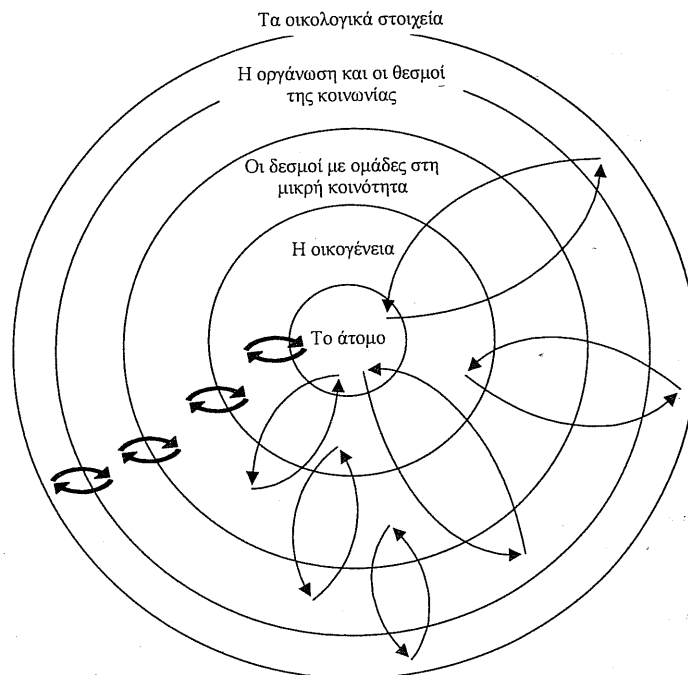 Τα οικολογικά στοιχεία
Η οργάνωση και οι θεσμοί
της κοινωνίας
Οι δεσμοί με ομάδες στη
μικρή κοινότητα
Η οικογένεια
Το άτομο